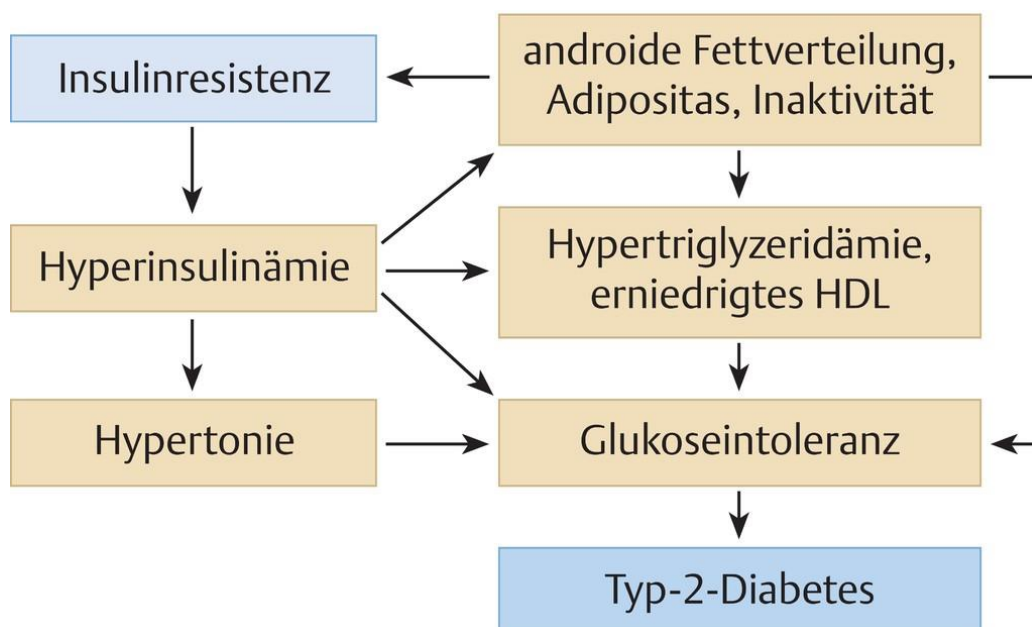 Insulinresistenz
androide Fettverteilung,
Adipositas, Inaktivität
Hyperinsulinämie
Hypertriglyzeridämie,
erniedrigtes HDL
Hypertonie
Glukoseintoleranz
Typ-2-Diabetes